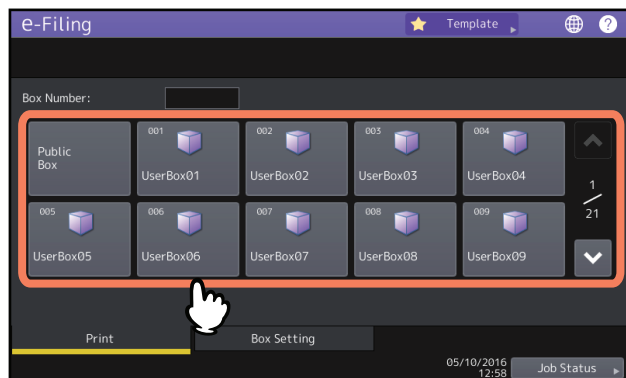 e-Filing
Template
?
Box Number:
Public
Box
001
UserBox01
002
UserBox02
003
UserBox03
004
UserBox04
1
21
005
UserBox05
006
UserBox06
007
UserBox07
008
UserBox08
009
UserBox09
Print
Box Setting
05/10/2016
12:58
Job Status